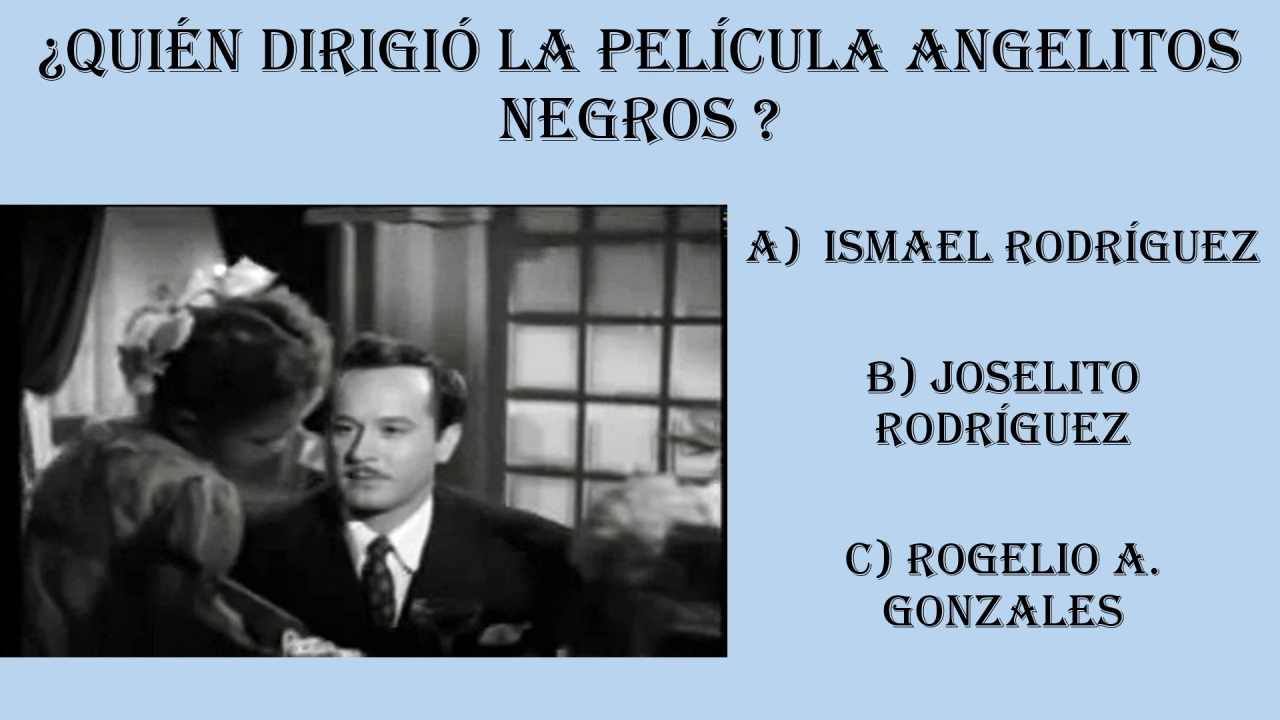 ¿QUIÉN DIRIGIÓ LA PELÍCULA ANGELITOS
NEGROS ?
A) ISMAEL RODRÍGUEZ
B) JOSELITO
RODRÍGUEZ
C) ROGELIO A.
GONZALES